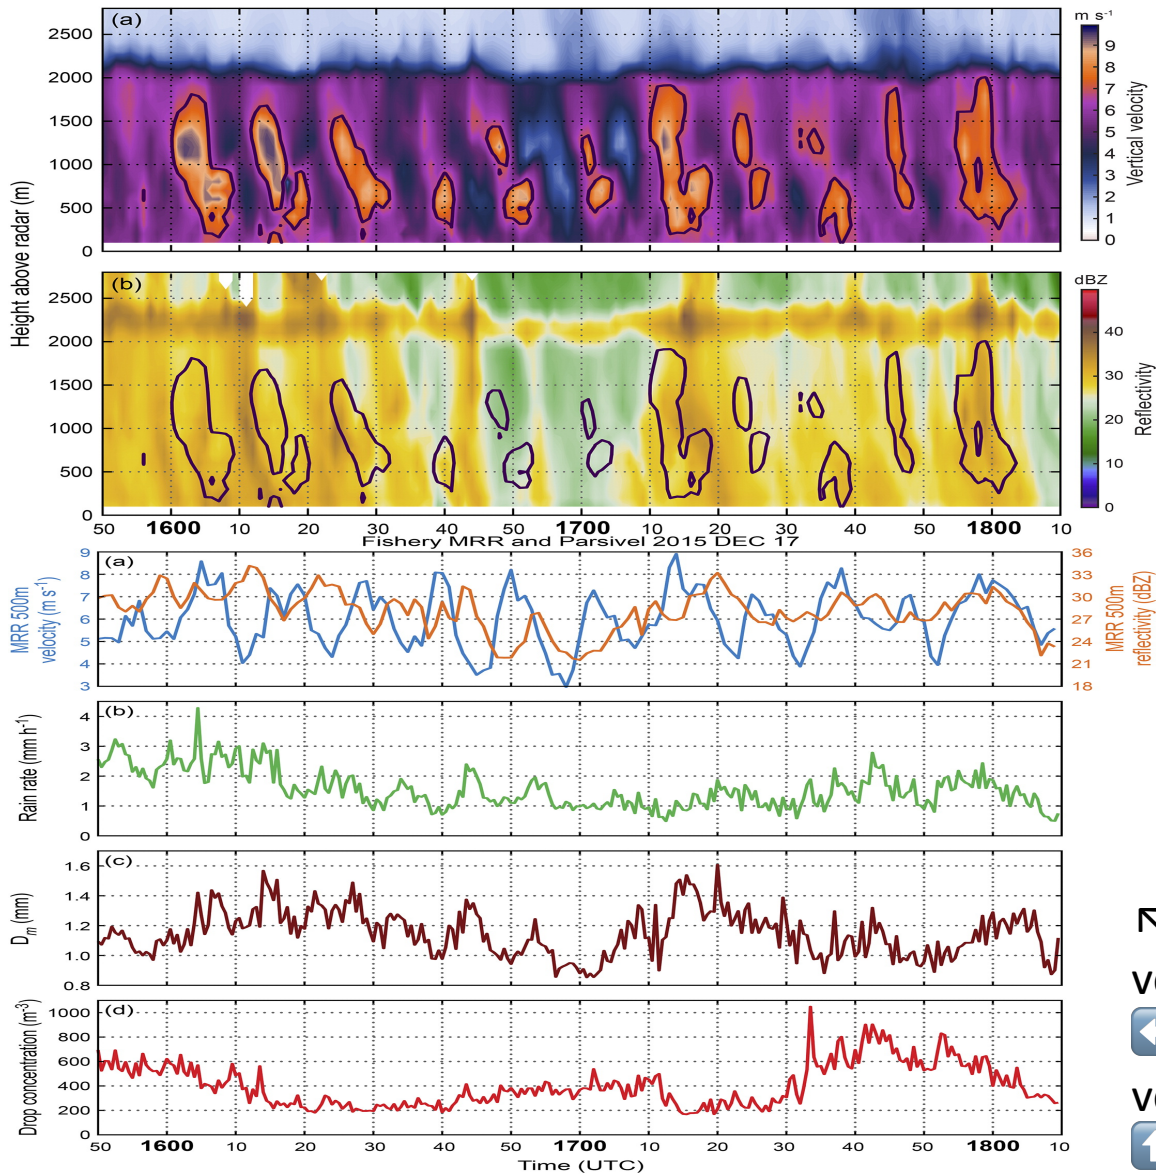 (a)
m s⁻¹
2500
2000
1500
1000
500
0
9
8
7
6
5
4
3
2
1
0
Vertical velocity
Height above radar (m)
(b)
dBZ
2500
2000
1500
1000
500
0
40
30
20
10
0
Reflectivity
50 1600 10 20 30 40 50 1700 10 20 30 40 50 1800 10
Fishery MRR and Parsivel 2015 DEC 17
(a)
9
8
7
6
5
4
3
MRR 500m
velocity (m s⁻¹)
36
33
30
27
24
21
18
MRR 500m
reflectivity (dBZ)
(b)
4
3
2
1
0
Rain rate (mm h⁻¹)
(c)
1.6
1.4
1.2
1.0
0.8
Dm (mm)
(d)
1000
800
600
400
200
0
Drop concentration (m⁻³)
50 1600 10 20 30 40 50 1700 10 20 30 40 50 1800 10
Time (UTC)